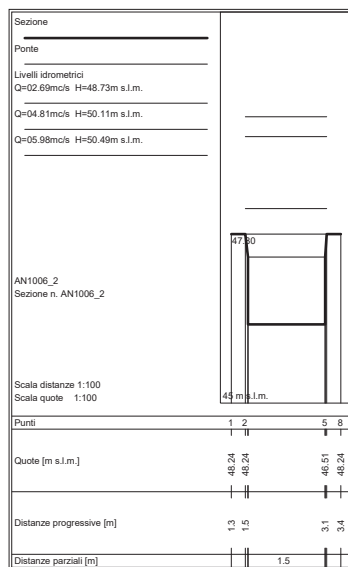 Sezione
Ponte
Livelli idrometrici
Q=02.69mc/s H=48.73m s.l.m.
Q=04.81mc/s H=50.11m s.l.m.
Q=05.98mc/s H=50.49m s.l.m.
47.80
AN1006_2
Sezione n. AN1006_2
Scala distanze 1:100
Scala quote 1:100
45 m s.l.m.
Punti 1 2 5 8
Quote [m s.l.m.] 48.24 48.24 46.51 48.24
Distanze progressive [m] 1.3 1.5 3.1 3.4
Distanze parziali [m] 1.5